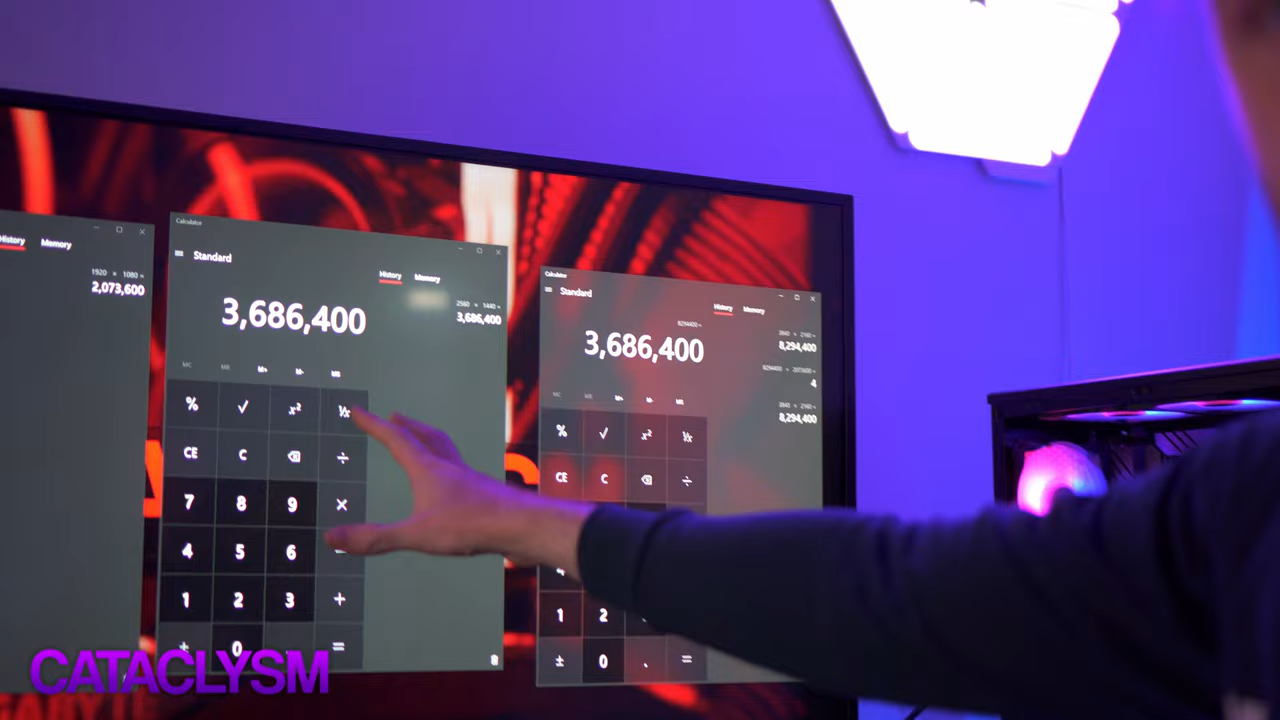 History Memory
1920 × 1080 =
2,073,600
Calculator
Standard
History Memory
2560 × 1440 =
3,686,400
3,686,400
MC MR M+ M- MS
% √ x² ¹/x
CE C ÷
7 8 9 ×
4 5 6
1 2 3 +
0 =
Calculator
Standard
History Memory
8294400 ÷
3,686,400
3840 × 2160 =
8,294,400
8294400 ÷ 2073600 =
4
3840 × 2160 =
8,294,400
MC MR M+ M- MS
% √ x² ¹/x
CE C ÷
4
1 2
± 0 . =
CATACLYSM